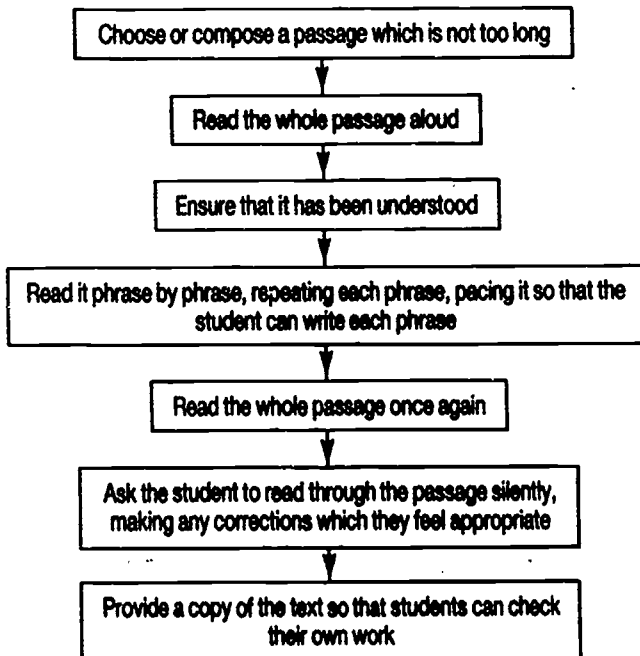 Choose or compose a passage which is not too long
Read the whole passage aloud
Ensure that it has been understood
Read it phrase by phrase, repeating each phrase, pacing it so that the
student can write each phrase
Read the whole passage once again
Ask the student to read through the passage silently,
making any corrections which they feel appropriate
Provide a copy of the text so that students can check
their own work